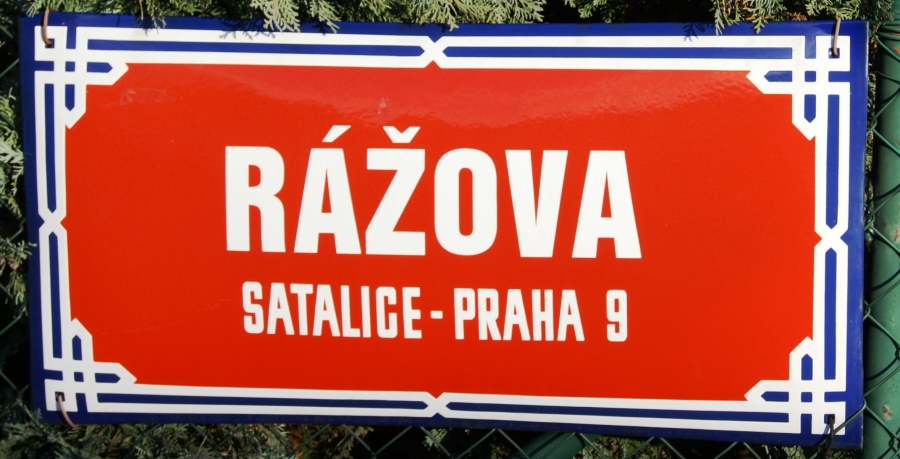 RÁŽOVA
SATALICE - PRAHA 9